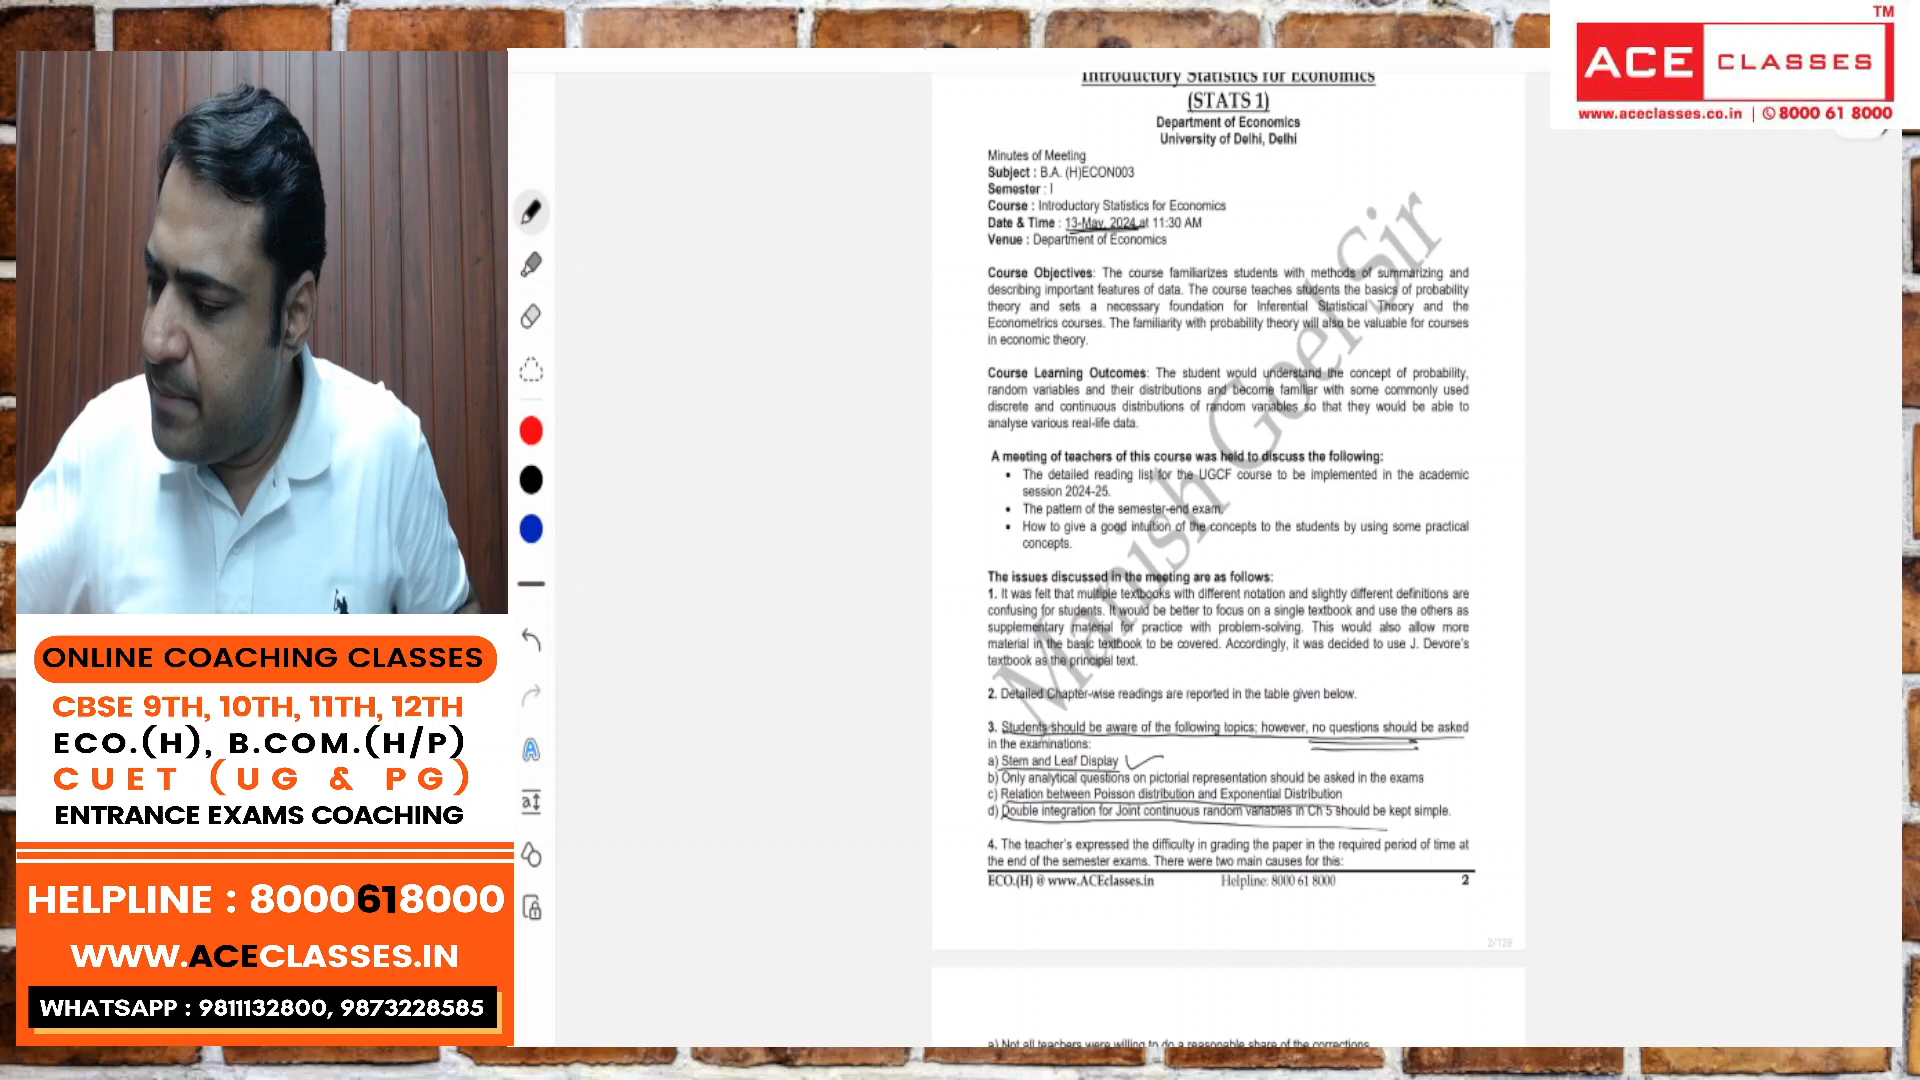 TM
ACE CLASSES
www.aceclasses.co.in | 8000 61 8000
Introductory Statistics for Economics
(STATS 1)
Department of Economics
University of Delhi, Delhi
Minutes of Meeting
Subject : B.A. (H)ECON003
Semester : I
Course : Introductory Statistics for Economics
Date & Time : 13-May, 2024 at 11:30 AM
Venue : Department of Economics
Course Objectives: The course familiarizes students with methods of summarizing and
describing important features of data. The course teaches students the basics of probability
theory and sets a necessary foundation for Inferential Statistical Theory and the
Econometrics courses. The familiarity with probability theory will also be valuable for courses
in economic theory.
Course Learning Outcomes: The student would understand the concept of probability,
random variables and their distributions and become familiar with some commonly used
discrete and continuous distributions of random variables so that they would be able to
analyse various real-life data.
A meeting of teachers of this course was held to discuss the following:
• The detailed reading list for the UGCF course to be implemented in the academic
session 2024-25.
• The pattern of the semester-end exam.
• How to give a good intuition of the concepts to the students by using some practical
concepts.
The issues discussed in the meeting are as follows:
1. It was felt that multiple textbooks with different notation and slightly different definitions are
confusing for students. It would be better to focus on a single textbook and use the others as
supplementary material for practice with problem-solving. This would also allow more
material in the basic textbook to be covered. Accordingly, it was decided to use J. Devore's
textbook as the principal text.
2. Detailed Chapter-wise readings are reported in the table given below.
3. Students should be aware of the following topics; however, no questions should be asked
in the examinations:
a) Stem and Leaf Display
b) Only analytical questions on pictorial representation should be asked in the exams
c) Relation between Poisson distribution and Exponential Distribution
d) Double integration for Joint continuous random variables in Ch 5 should be kept simple.
4. The teacher's expressed the difficulty in grading the paper in the required period of time at
the end of the semester exams. There were two main causes for this:
ECO.(H) @ www.ACEclasses.in Helpline: 8000 61 8000 2
2/128
a) Not all teachers were willing to do a reasonable share of the corrections
Manish Goel Sir
ONLINE COACHING CLASSES
CBSE 9TH, 10TH, 11TH, 12TH
ECO.(H), B.COM.(H/P)
CUET (UG & PG)
ENTRANCE EXAMS COACHING
HELPLINE : 8000618000
WWW.ACECLASSES.IN
WHATSAPP : 9811132800, 9873228585